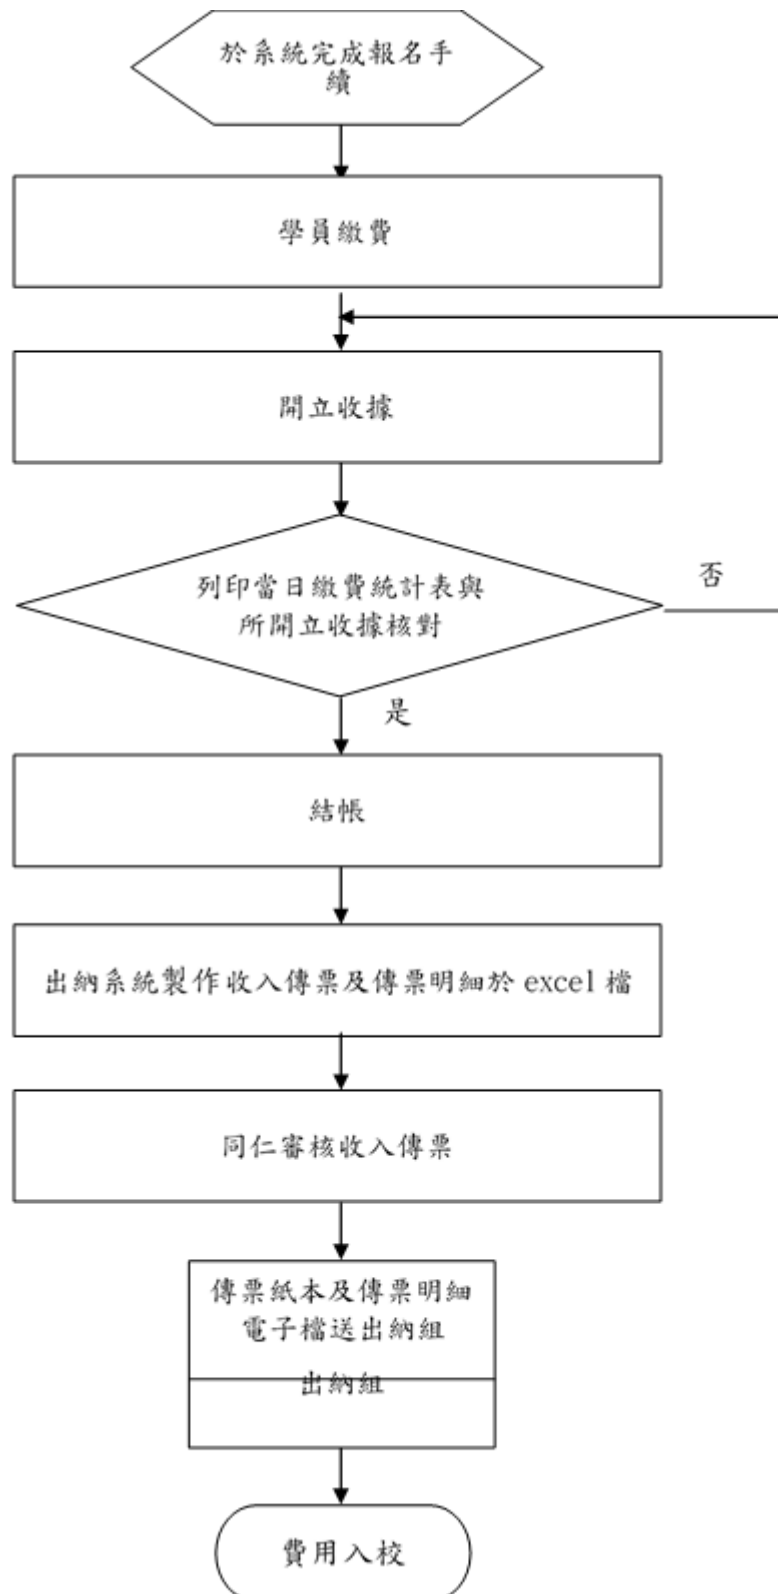 於系統完成報名手
續
學員繳費
開立收據
列印當日繳費統計表與
所開立收據核對
否
是
結帳
出納系統製作收入傳票及傳票明細於 excel 檔
同仁審核收入傳票
傳票紙本及傳票明細
電子檔送出納組
出納組
費用入校